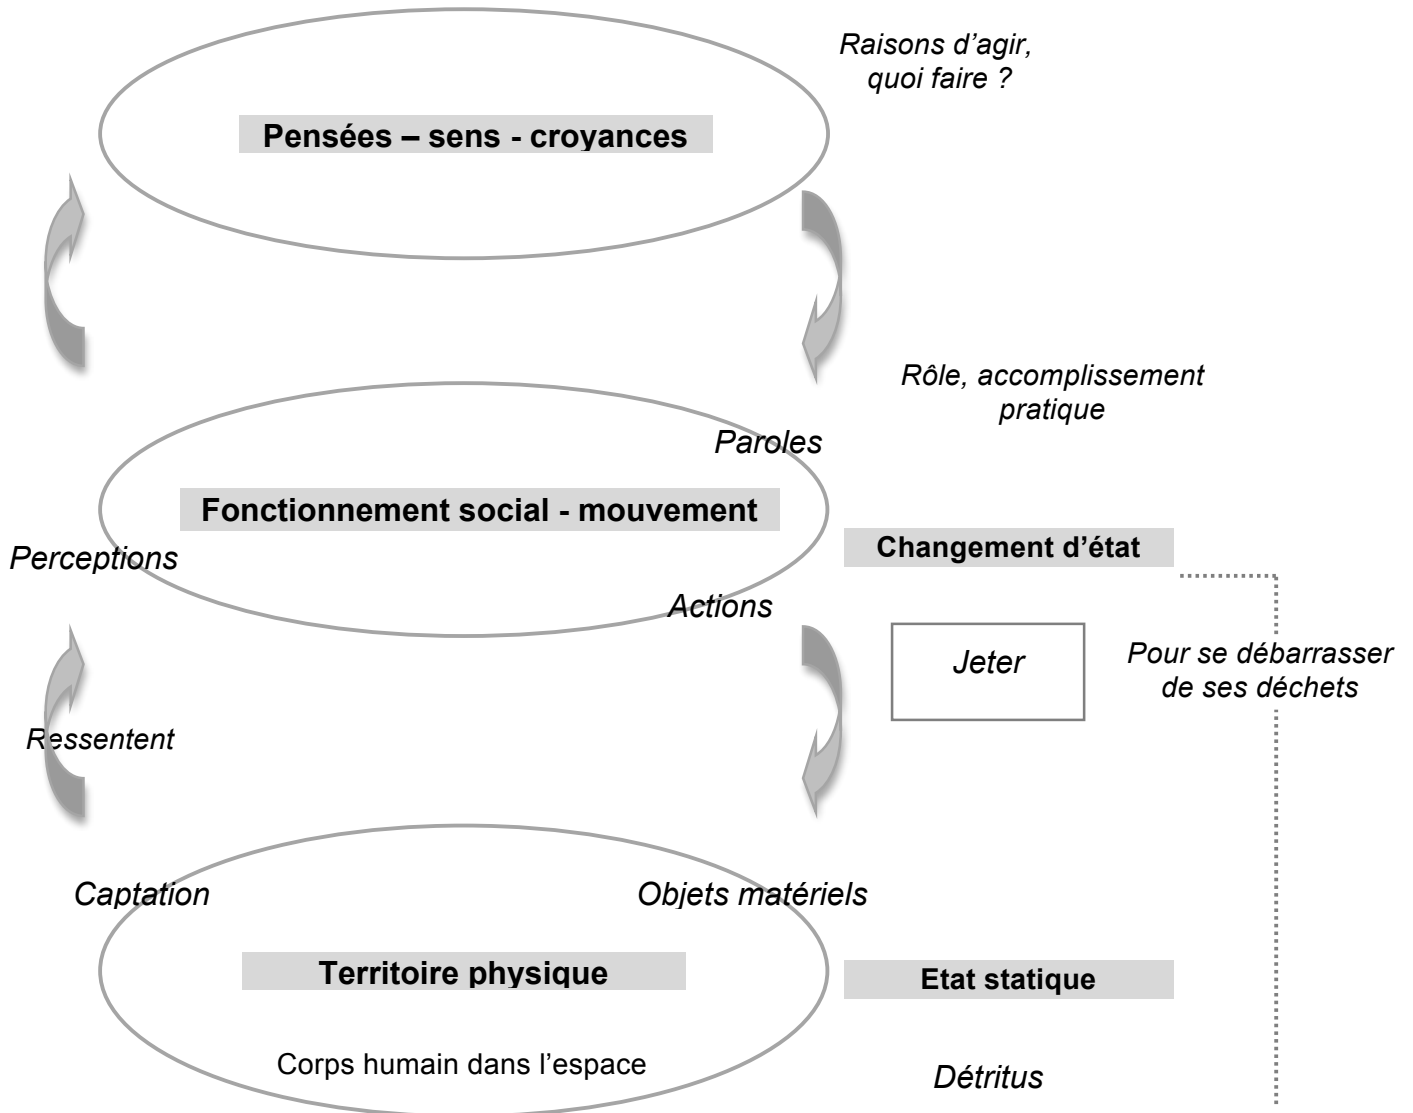 Raisons d’agir,
quoi faire ?
Pensées – sens - croyances
Rôle, accomplissement
pratique
Paroles
Fonctionnement social - mouvement
Changement d’état
Perceptions
Actions
Jeter
Pour se débarrasser
de ses déchets
Ressentent
Captation
Objets matériels
Territoire physique
Etat statique
Corps humain dans l’espace
Détritus